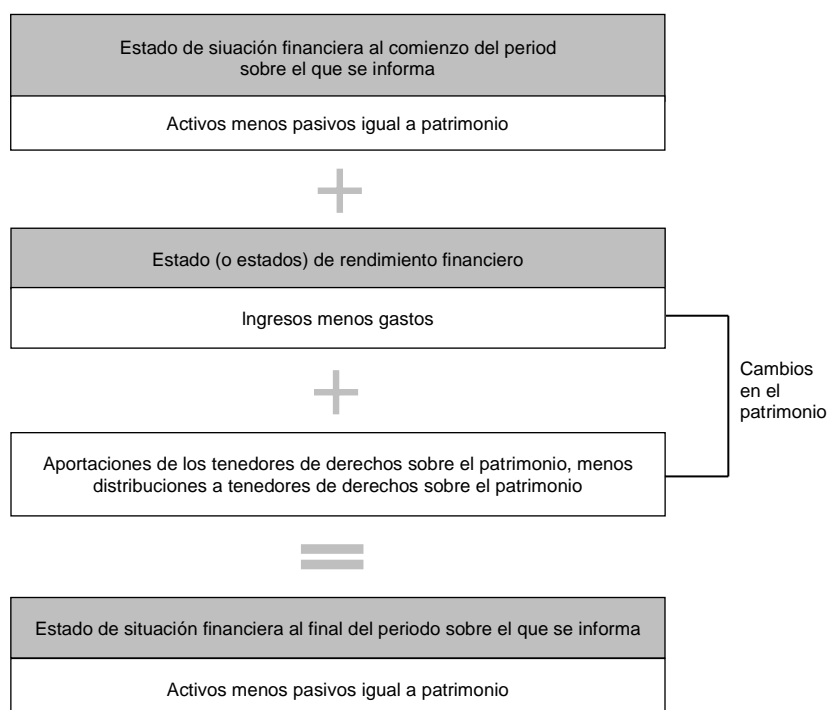 Estado de siuación financiera al comienzo del period
sobre el que se informa
Activos menos pasivos igual a patrimonio
+
Estado (o estados) de rendimiento financiero
Ingresos menos gastos
Cambios
en el
patrimonio
+
Aportaciones de los tenedores de derechos sobre el patrimonio, menos
distribuciones a tenedores de derechos sobre el patrimonio
=
Estado de situación financiera al final del periodo sobre el que se informa
Activos menos pasivos igual a patrimonio